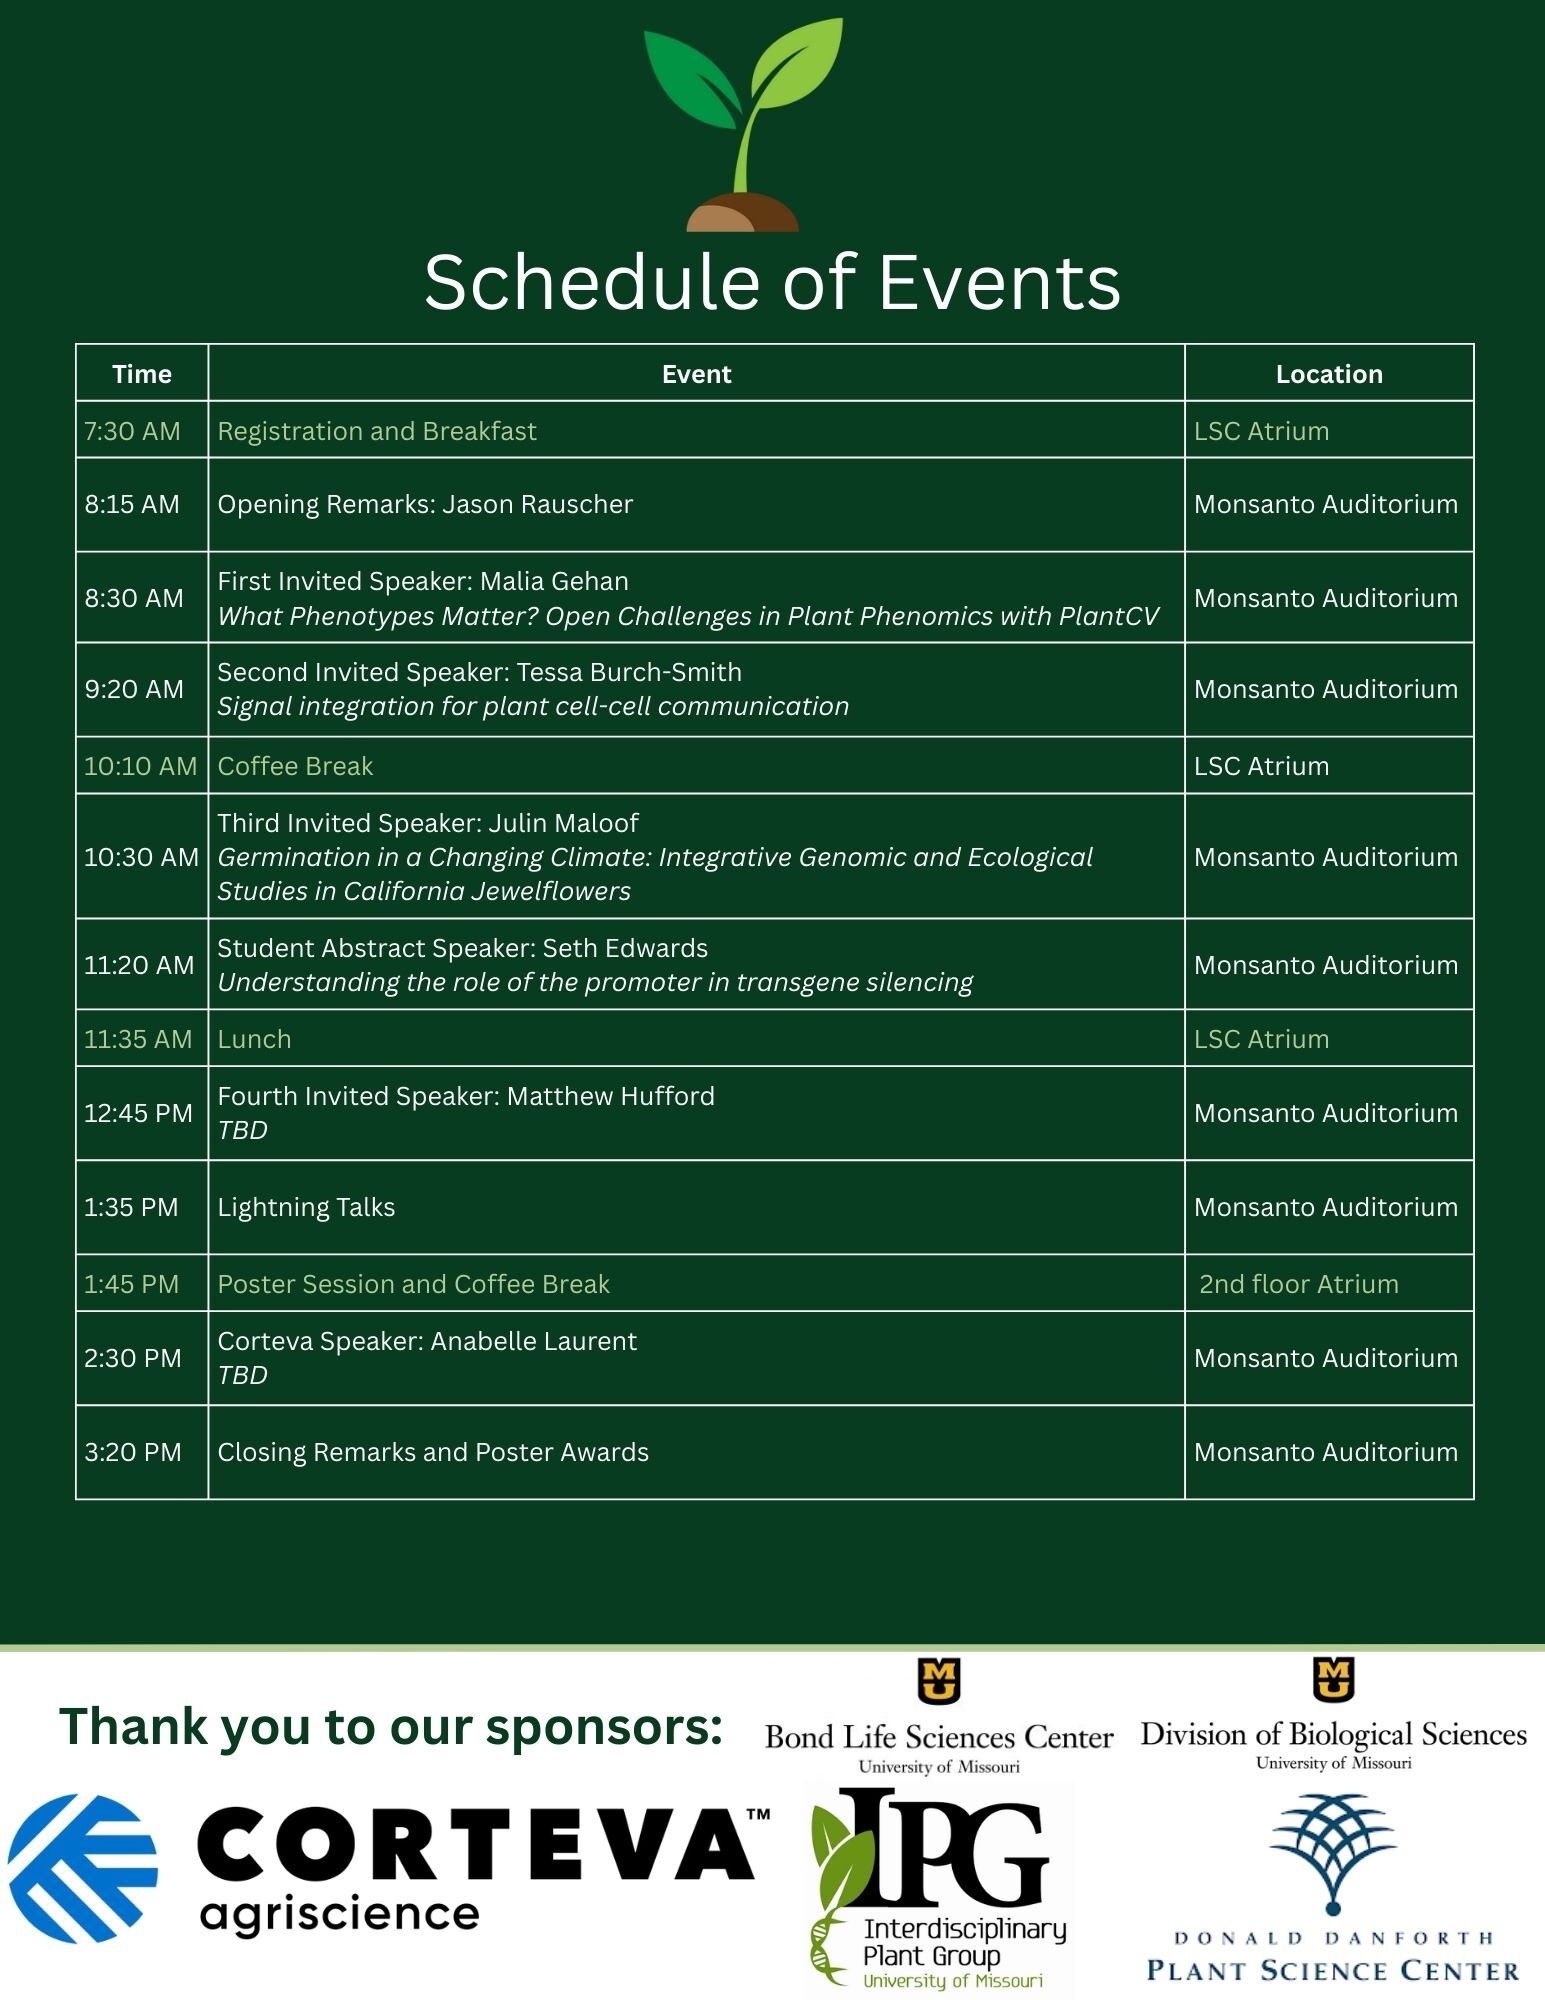 Schedule of Events
Time Event Location
7:30 AM Registration and Breakfast LSC Atrium
8:15 AM Opening Remarks: Jason Rauscher Monsanto Auditorium
First Invited Speaker: Malia Gehan
8:30 AM Monsanto Auditorium
What Phenotypes Matter? Open Challenges in Plant Phenomics with PlantCV
Second Invited Speaker: Tessa Burch-Smith
9:20 AM Monsanto Auditorium
Signal integration for plant cell-cell communication
10:10 AM Coffee Break LSC Atrium
Third Invited Speaker: Julin Maloof
10:30 AM Germination in a Changing Climate: Integrative Genomic and Ecological Monsanto Auditorium
Studies in California Jewelflowers
Student Abstract Speaker: Seth Edwards
11:20 AM Monsanto Auditorium
Understanding the role of the promoter in transgene silencing
11:35 AM Lunch LSC Atrium
Fourth Invited Speaker: Matthew Hufford
12:45 PM Monsanto Auditorium
TBD
1:35 PM Lightning Talks Monsanto Auditorium
1:45 PM Poster Session and Coffee Break 2nd floor Atrium
Corteva Speaker: Anabelle Laurent
2:30 PM Monsanto Auditorium
TBD
3:20 PM Closing Remarks and Poster Awards Monsanto Auditorium
Thank you to our sponsors:
MU
Bond Life Sciences Center
University of Missouri
MU
Division of Biological Sciences
University of Missouri
CORTEVA™
agriscience
IPG
Interdisciplinary
Plant Group
University of Missouri
DONALD DANFORTH
PLANT SCIENCE CENTER